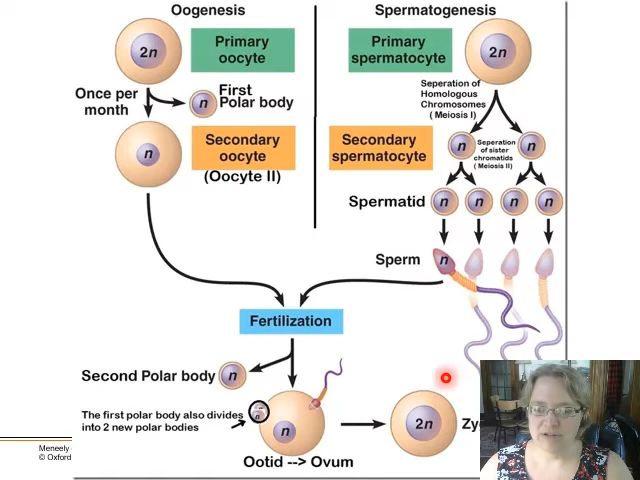 Oogenesis
Spermatogenesis
2n
Primary
oocyte
Primary
spermatocyte
2n
Once per
month
n
First
Polar body
Seperation of
Homologous
Chromosomes
( Meiosis I )
n
Secondary
oocyte
(Oocyte II)
Secondary
spermatocyte
n
Seperation
of sister
chromatids
( Meiosis II )
n
Spermatid
n
n
n
n
Sperm
n
Fertilization
Second Polar body
n
The first polar body also divides
into 2 new polar bodies
n
n
2n
Ootid --> Ovum
Meneely
© Oxford